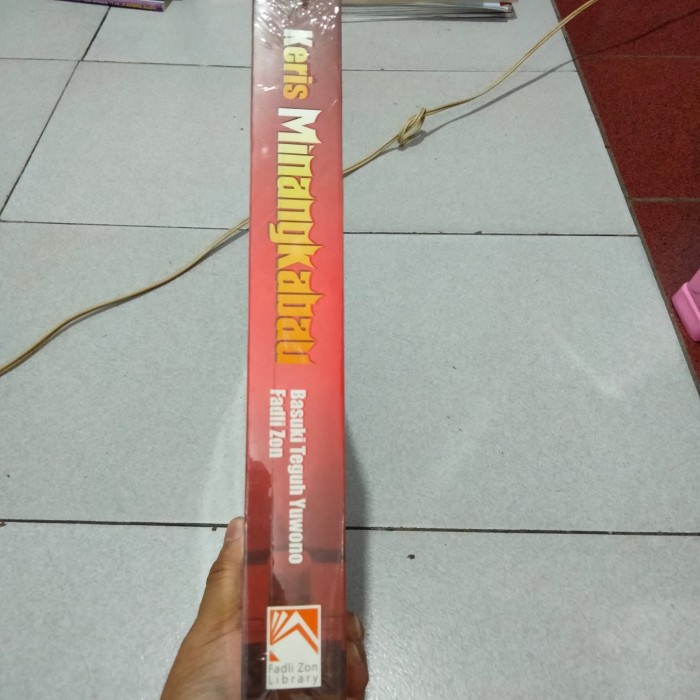 Keris Minangkabau
Basuki Teguh Yuwono
Fadli Zon
Fadli Zon
Library